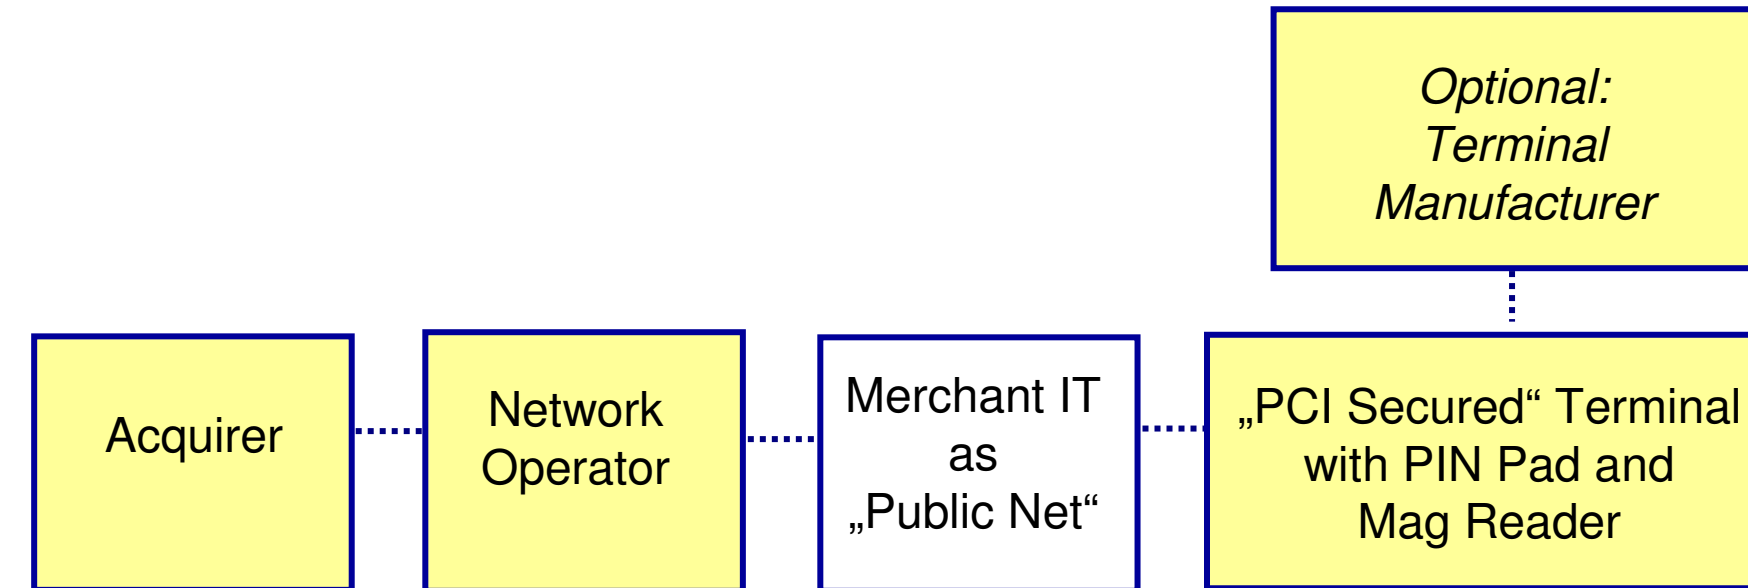 Optional:
Terminal
Manufacturer
Acquirer
Network
Operator
Merchant IT
as
„Public Net“
„PCI Secured“ Terminal
with PIN Pad and
Mag Reader